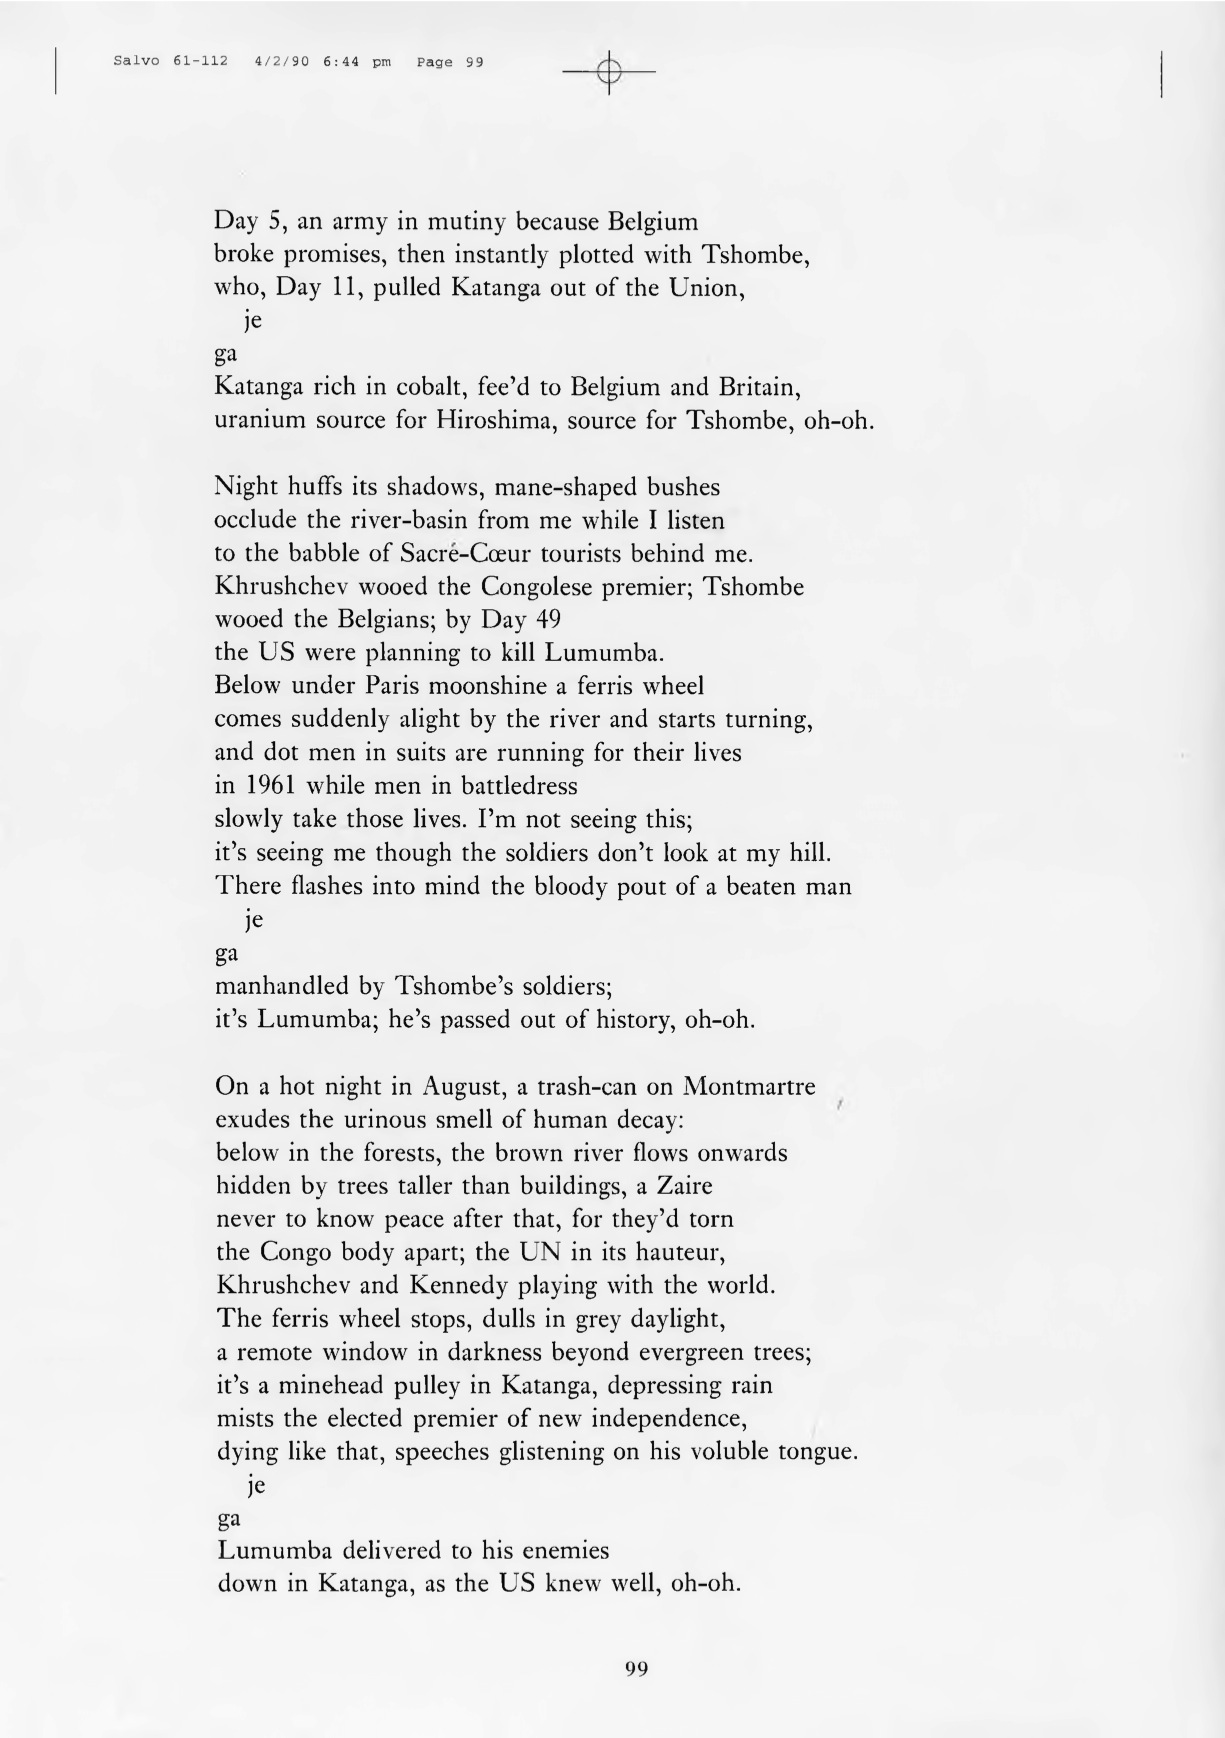 Salvo 61-112 4/2/90 6:44 pm Page 99
Day 5, an army in mutiny because Belgium
broke promises, then instantly plotted with Tshombe,
who, Day 11, pulled Katanga out of the Union,
je
ga
Katanga rich in cobalt, fee’d to Belgium and Britain,
uranium source for Hiroshima, source for Tshombe, oh-oh.
Night huffs its shadows, mane-shaped bushes
occlude the river-basin from me while I listen
to the babble of Sacré-Cœur tourists behind me.
Khrushchev wooed the Congolese premier; Tshombe
wooed the Belgians; by Day 49
the US were planning to kill Lumumba.
Below under Paris moonshine a ferris wheel
comes suddenly alight by the river and starts turning,
and dot men in suits are running for their lives
in 1961 while men in battledress
slowly take those lives. I’m not seeing this;
it’s seeing me though the soldiers don’t look at my hill.
There flashes into mind the bloody pout of a beaten man
je
ga
manhandled by Tshombe’s soldiers;
it’s Lumumba; he’s passed out of history, oh-oh.
On a hot night in August, a trash-can on Montmartre
exudes the urinous smell of human decay:
below in the forests, the brown river flows onwards
hidden by trees taller than buildings, a Zaire
never to know peace after that, for they’d torn
the Congo body apart; the UN in its hauteur,
Khrushchev and Kennedy playing with the world.
The ferris wheel stops, dulls in grey daylight,
a remote window in darkness beyond evergreen trees;
it’s a minehead pulley in Katanga, depressing rain
mists the elected premier of new independence,
dying like that, speeches glistening on his voluble tongue.
je
ga
Lumumba delivered to his enemies
down in Katanga, as the US knew well, oh-oh.
99